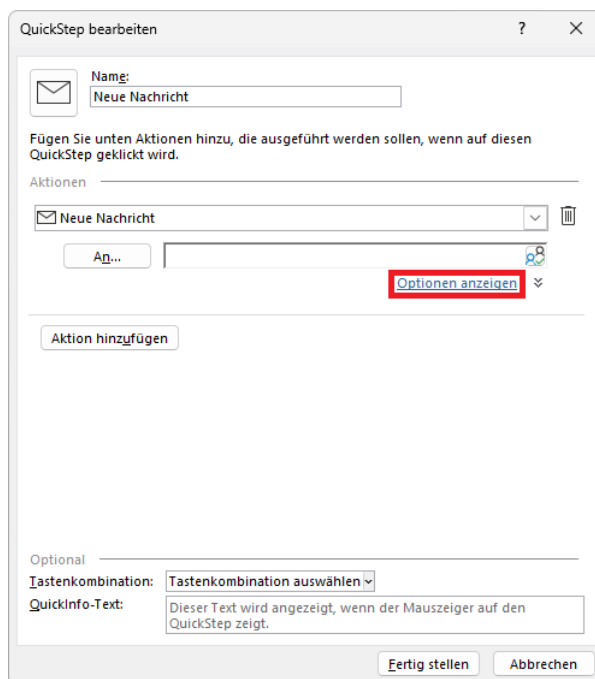 QuickStep bearbeiten ?
Name:
Neue Nachricht
Fügen Sie unten Aktionen hinzu, die ausgeführt werden sollen, wenn auf diesen
QuickStep geklickt wird.
Aktionen
Neue Nachricht
An...
Optionen anzeigen
Aktion hinzufügen
Optional
Tastenkombination: Tastenkombination auswählen
QuickInfo-Text: Dieser Text wird angezeigt, wenn der Mauszeiger auf den
QuickStep zeigt.
Fertig stellen Abbrechen